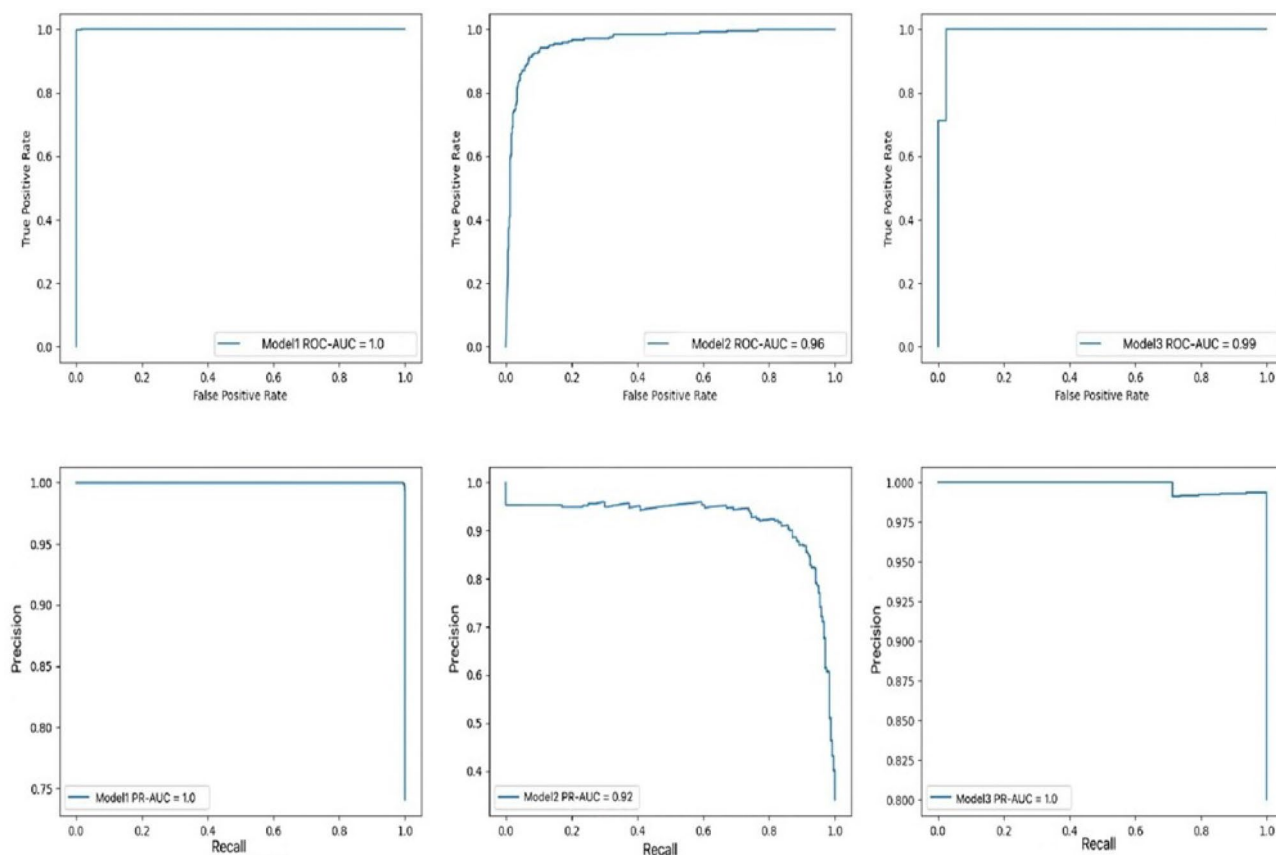 1.0
0.8
0.6
0.4
0.2
0.0
True Positive Rate
Model1 ROC-AUC = 1.0
0.0 0.2 0.4 0.6 0.8 1.0
False Positive Rate
1.0
0.8
0.6
0.4
0.2
0.0
True Positive Rate
Model2 ROC-AUC = 0.96
0.0 0.2 0.4 0.6 0.8 1.0
False Positive Rate
1.0
0.8
0.6
0.4
0.2
0.0
True Positive Rate
Model3 ROC-AUC = 0.99
0.0 0.2 0.4 0.6 0.8 1.0
False Positive Rate
1.00
0.95
0.90
0.85
0.80
0.75
Precision
Model1 PR-AUC = 1.0
0.0 0.2 0.4 0.6 0.8 1.0
Recall
1.0
0.9
0.8
0.7
0.6
0.5
0.4
Precision
Model2 PR-AUC = 0.92
0.0 0.2 0.4 0.6 0.8 1.0
Recall
1.000
0.975
0.950
0.925
0.900
0.875
0.850
0.825
0.800
Precision
Model3 PR-AUC = 1.0
0.0 0.2 0.4 0.6 0.8 1.0
Recall